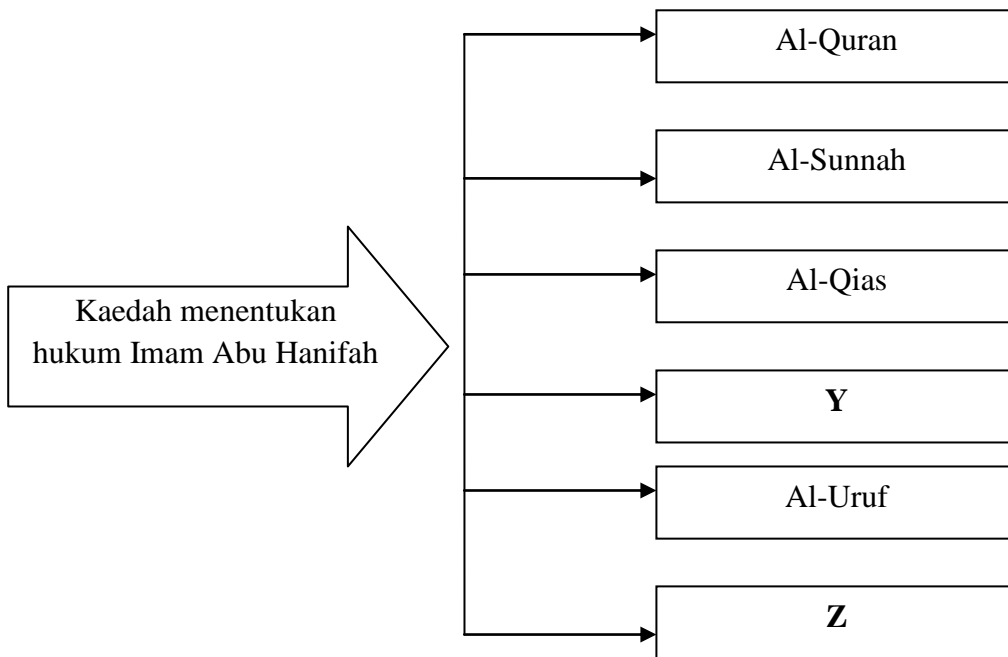 Al-Quran
Al-Sunnah
Al-Qias
Kaedah menentukan
hukum Imam Abu Hanifah
Y
Al-Uruf
Z